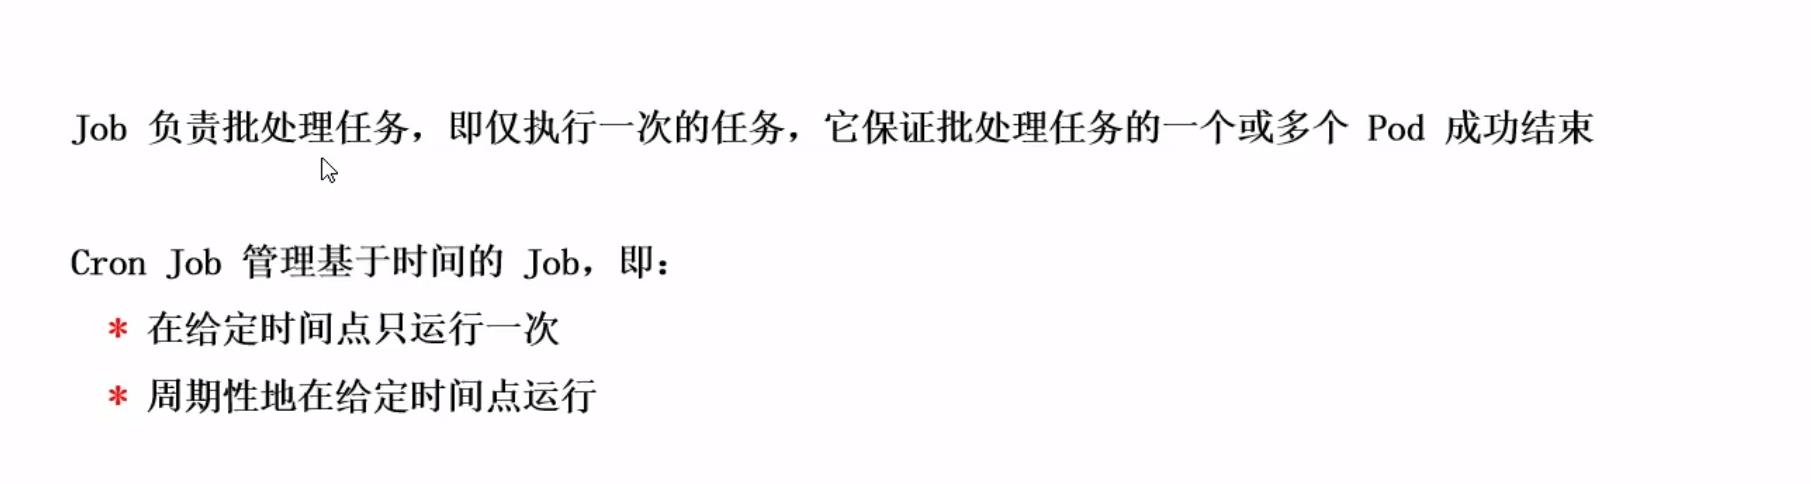 Job 负责批处理任务，即仅执行一次的任务，它保证批处理任务的一个或多个 Pod 成功结束
Cron Job 管理基于时间的 Job，即：
* 在给定时间点只运行一次
* 周期性地在给定时间点运行